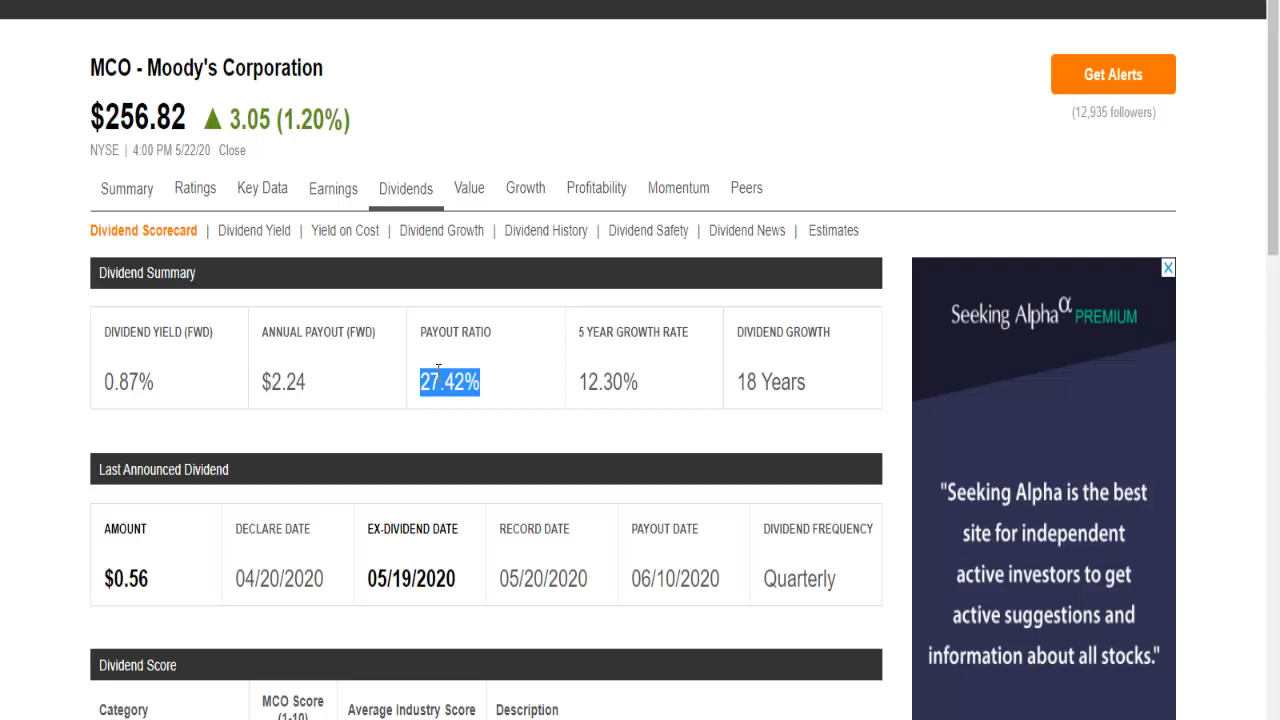 MCO - Moody's Corporation
Get Alerts
$256.82 ▲ 3.05 (1.20%)
(12,935 followers)
NYSE | 4:00 PM 5/22/20 Close
Summary Ratings Key Data Earnings Dividends Value Growth Profitability Momentum Peers
Dividend Scorecard | Dividend Yield | Yield on Cost | Dividend Growth | Dividend History | Dividend Safety | Dividend News | Estimates
Dividend Summary
DIVIDEND YIELD (FWD) ANNUAL PAYOUT (FWD) PAYOUT RATIO 5 YEAR GROWTH RATE DIVIDEND GROWTH
0.87% $2.24 27.42% 12.30% 18 Years
Last Announced Dividend
AMOUNT DECLARE DATE EX-DIVIDEND DATE RECORD DATE PAYOUT DATE DIVIDEND FREQUENCY
$0.56 04/20/2020 05/19/2020 05/20/2020 06/10/2020 Quarterly
Dividend Score
Category MCO Score Average Industry Score Description
(1-10)
X
Seeking Alpha α PREMIUM
"Seeking Alpha is the best
site for independent
active investors to get
active suggestions and
information about all stocks."